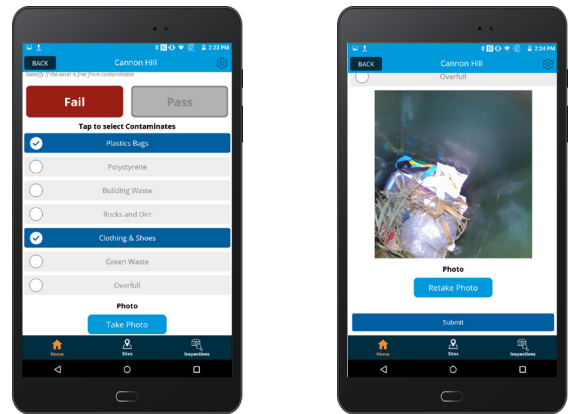 2:23 PM
BACK
Cannon Hill
Identify if the asset is free from contaminates
Fail
Pass
Tap to select Contaminates
Plastics Bags
Polystyrene
Building Waste
Rocks and Dirt
Clothing & Shoes
Green Waste
Overfull
Photo
Take Photo
Home
Sites
Inspections
2:24 PM
BACK
Cannon Hill
Overfull
Photo
Retake Photo
Submit
Home
Sites
Inspections